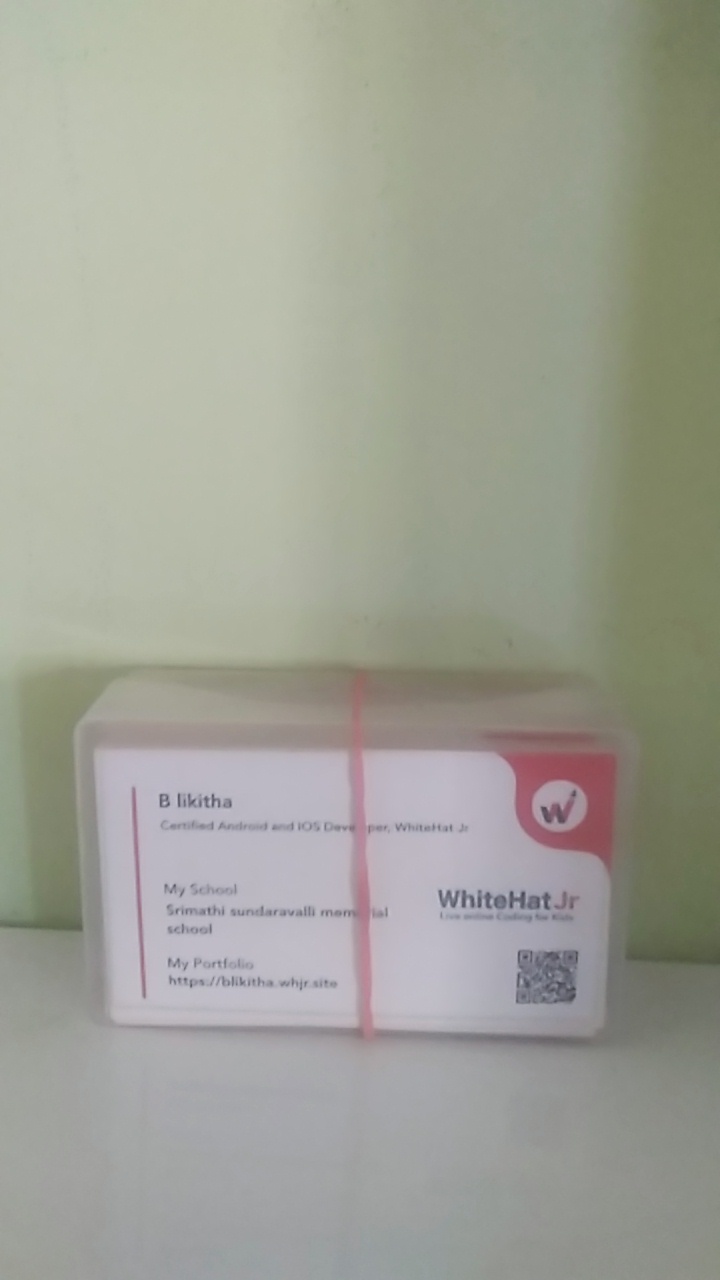 B likitha
Certified Android and IOS Developer, WhiteHat Jr
My School
Srimathi sundaravalli memorial
school
My Portfolio
https://blikitha.whjr.site
W
WhiteHat Jr
Live online Coding for Kids